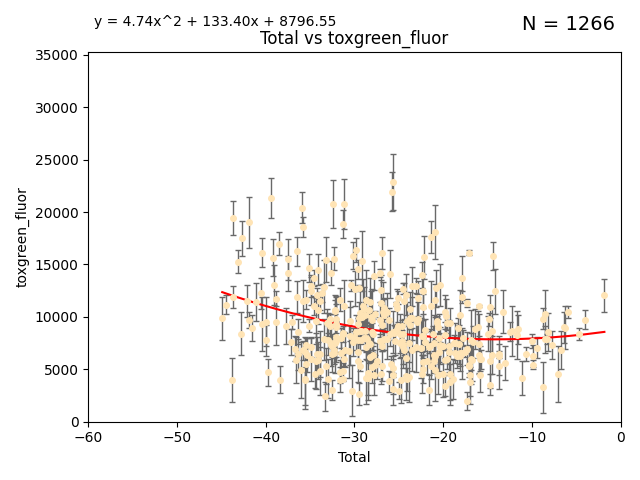 y = 4.74x^2 + 133.40x + 8796.55
N = 1266
Total vs toxgreen_fluor
35000
30000
25000
20000
15000
10000
5000
0
toxgreen_fluor
−60 −50 −40 −30 −20 −10 0
Total